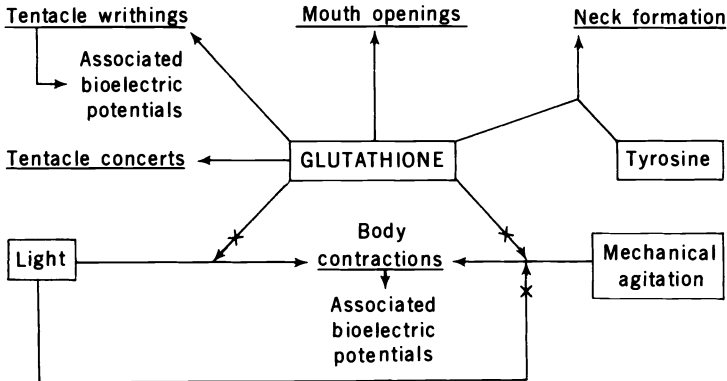 Tentacle writhings
Mouth openings
Neck formation
Associated
bioelectric
potentials
Tentacle concerts
GLUTATHIONE
Tyrosine
Light
Body
contractions
Mechanical
agitation
Associated
bioelectric
potentials